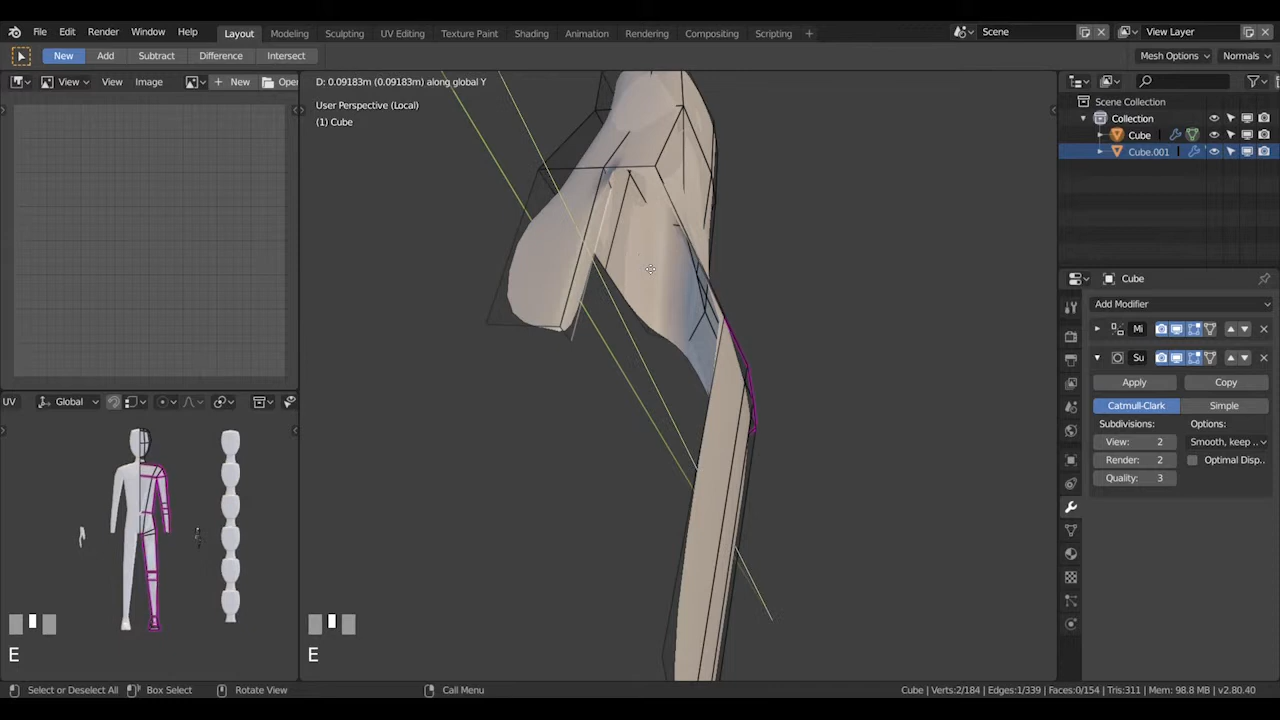 File Edit Render Window Help Layout Modeling Sculpting UV Editing Texture Paint Shading Animation Rendering Compositing Scripting + Scene View Layer
New Add Subtract Difference Intersect Mesh Options Normals
View View Image New Open
D: 0.09183m (0.09183m) along global Y
User Perspective (Local)
(1) Cube
Scene Collection
Collection
Cube
Cube.001
Cube
Add Modifier
Mi
Su
Apply Copy
Catmull-Clark Simple
Subdivisions: Options:
View: 2 Smooth, keep ..
Render: 2 Optimal Disp..
Quality: 3
UV Global
E
E
Select or Deselect All Box Select Rotate View Call Menu Cube | Verts:2/184 | Edges:1/339 | Faces:0/154 | Tris:311 | Mem: 98.8 MB | v2.80.40